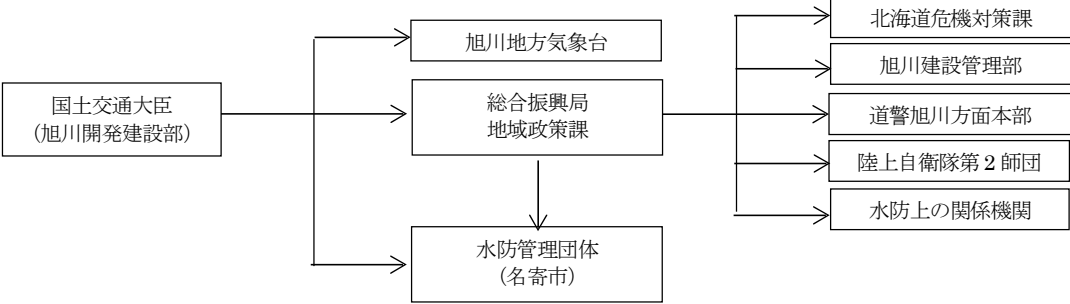 国土交通大臣
（旭川開発建設部）
旭川地方気象台
総合振興局
地域政策課
水防管理団体
（名寄市）
北海道危機対策課
旭川建設管理部
道警旭川方面本部
陸上自衛隊第２師団
水防上の関係機関